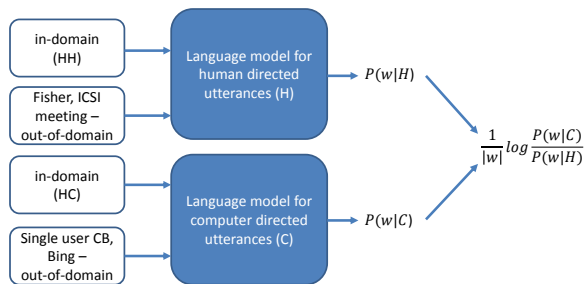 in-domain
(HH)
Fisher, ICSI
meeting –
out-of-domain
Language model for
human directed
utterances (H)
P(w|H)
in-domain
(HC)
Single user CB,
Bing –
out-of-domain
Language model for
computer directed
utterances (C)
P(w|C)
1/|w| log P(w|C)/P(w|H)